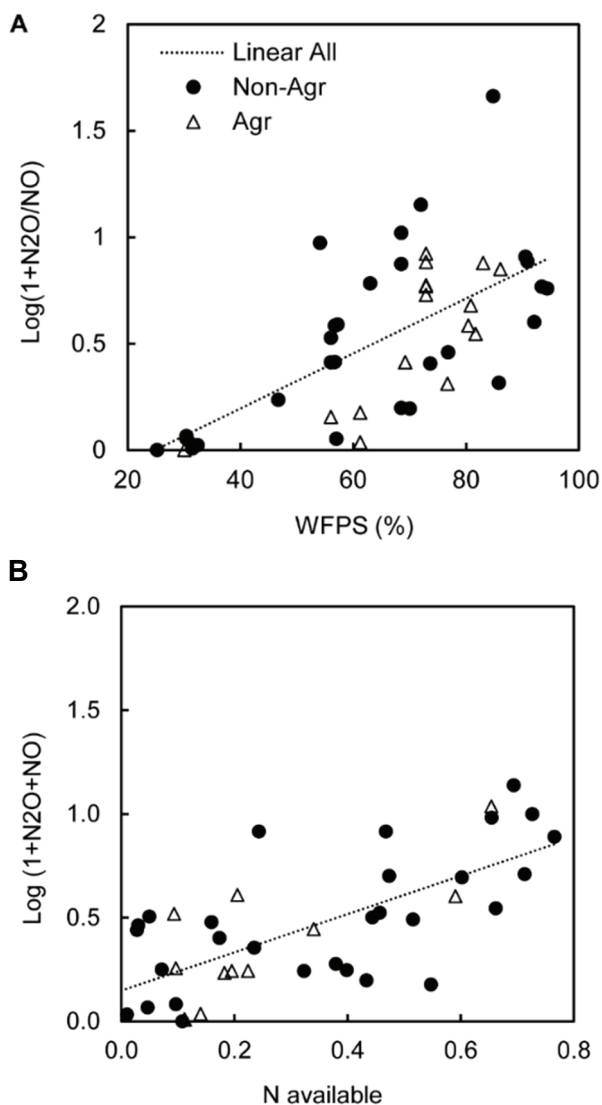 A
2
Linear All
Non-Agr
Agr
1.5
1
0.5
0
Log(1+N2O/NO)
20 40 60 80 100
WFPS (%)
B
2.0
1.5
1.0
0.5
0.0
Log (1+N2O+NO)
0.0 0.2 0.4 0.6 0.8
N available